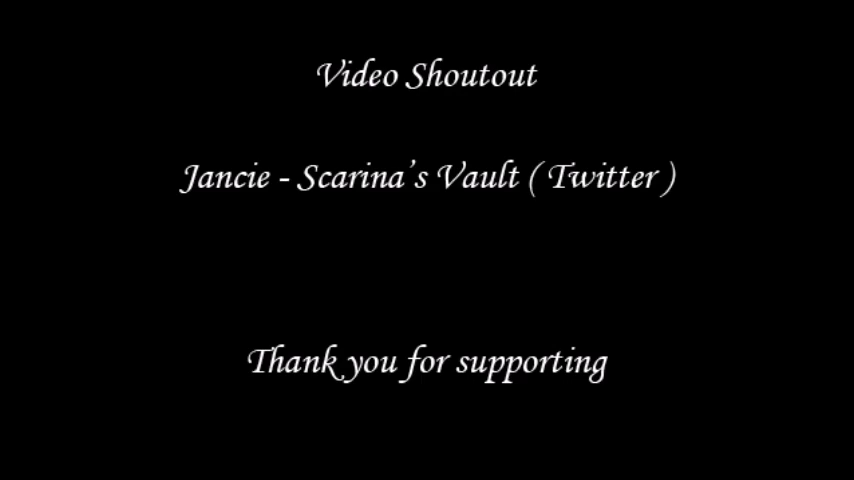 Video Shoutout
Jancie - Scarina's Vault ( Twitter )
Thank you for supporting